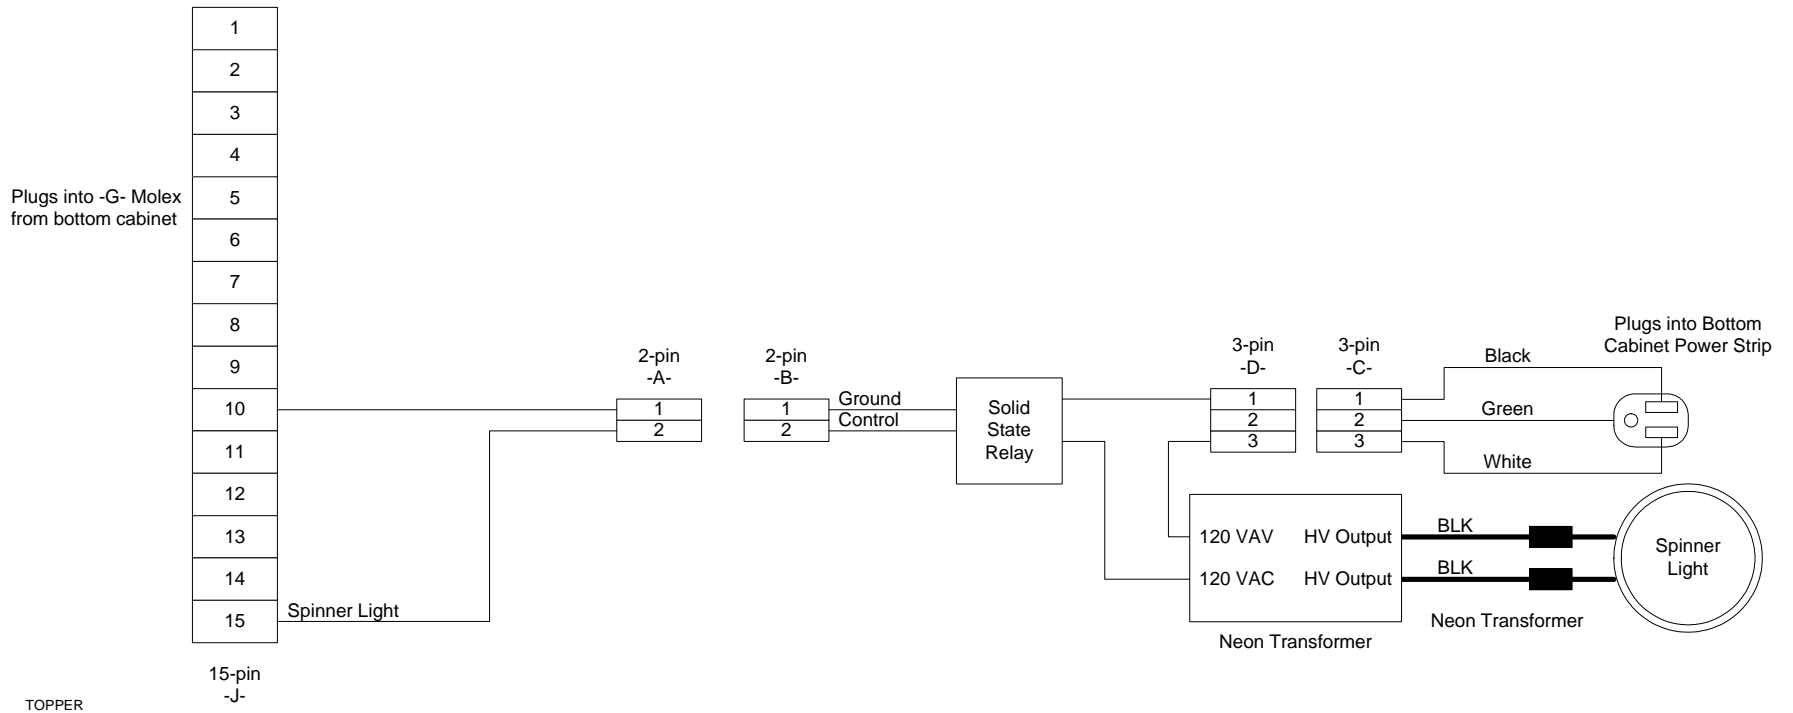 1
2
3
4
5
6
7
8
9
10
11
12
13
14
15
Plugs into -G- Molex
from bottom cabinet
Spinner Light
15-pin
-J-
TOPPER
2-pin
-A-
1
2
2-pin
-B-
1
2
Ground
Control
Solid
State
Relay
3-pin
-D-
1
2
3
3-pin
-C-
1
2
3
Black
Green
White
Plugs into Bottom
Cabinet Power Strip
120 VAV HV Output
120 VAC HV Output
Neon Transformer
BLK
BLK
Neon Transformer
Spinner
Light